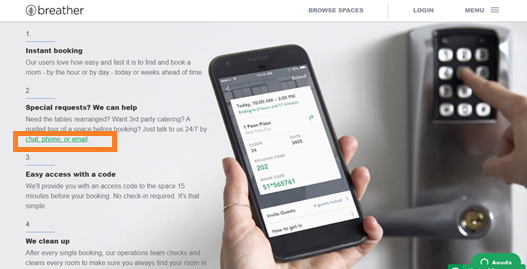 breather
BROWSE SPACES
LOGIN
MENU
1.
Instant booking
Our users love how easy and fast it is to find and book a
room - by the hour or by day - today or weeks ahead of time.
2.
Special requests? We can help
Need the tables rearranged? Want 3rd party catering? A
guided tour of a space before booking? Just talk to us 24/7 by
chat, phone, or email.
3.
Easy access with a code
We'll provide you with an access code to the space 15
minutes before your booking. No check-in required. It's that
simple.
4.
We clean up
After every single booking, our operations team checks and
cleans every room to make sure you always find your room in
Extend
Today, 10:00 AM – 3:00 PM
Ending in 3 hours and 17 minutes
1 Penn Plaza
New York City
FLOOR
34
SUITE
3405
BUILDING CODE
202
51*565761
Invite Guests
How to get in
Ayuda